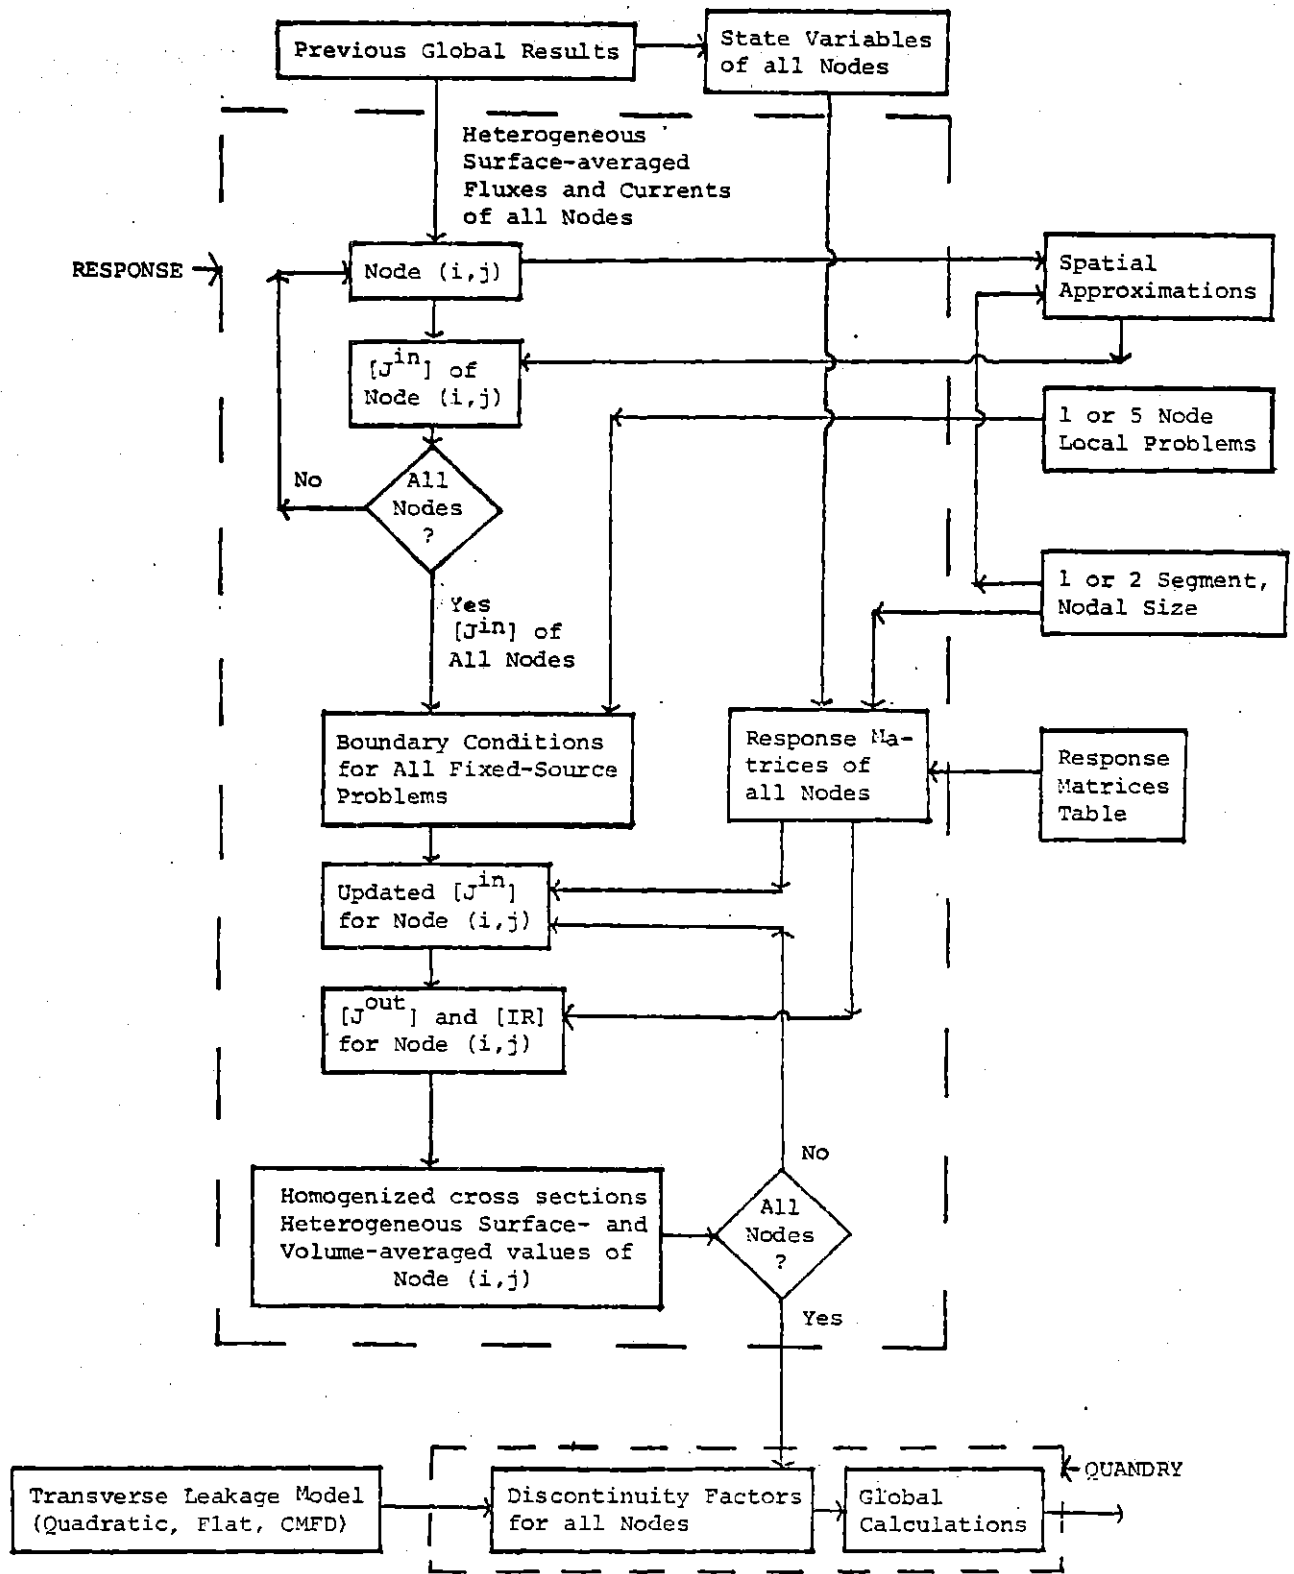 Previous Global Results
State Variables
of all Nodes
Heterogeneous
Surface-averaged
Fluxes and Currents
of all Nodes
RESPONSE
Node (i,j)
Spatial
Approximations
[J^in] of
Node (i,j)
1 or 5 Node
Local Problems
No
All
Nodes
?
1 or 2 Segment,
Nodal Size
Yes
[J^in] of
All Nodes
Boundary Conditions
for All Fixed-Source
Problems
Response Ma-
trices of
all Nodes
Response
Matrices
Table
Updated [J^in]
for Node (i,j)
[J^out] and [IR]
for Node (i,j)
No
Homogenized cross sections
Heterogeneous Surface- and
Volume-averaged values of
Node (i,j)
All
Nodes
?
Yes
QUANDRY
Transverse Leakage Model
(Quadratic, Flat, CMFD)
Discontinuity Factors
for all Nodes
Global
Calculations